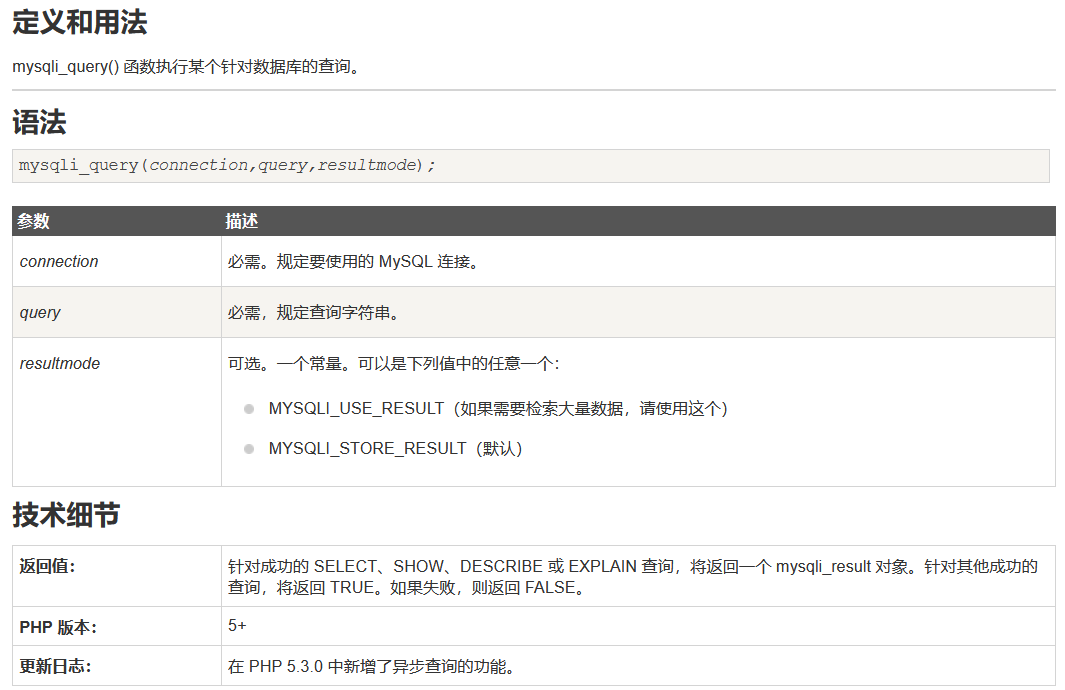 定义和用法
mysqli_query() 函数执行某个针对数据库的查询。
语法
mysqli_query(connection,query,resultmode);
参数 描述
connection 必需。规定要使用的 MySQL 连接。
query 必需，规定查询字符串。
resultmode 可选。一个常量。可以是下列值中的任意一个：
MYSQLI_USE_RESULT（如果需要检索大量数据，请使用这个）
MYSQLI_STORE_RESULT（默认）
技术细节
返回值： 针对成功的 SELECT、SHOW、DESCRIBE 或 EXPLAIN 查询，将返回一个 mysqli_result 对象。针对其他成功的
查询，将返回 TRUE。如果失败，则返回 FALSE。
PHP 版本： 5+
更新日志： 在 PHP 5.3.0 中新增了异步查询的功能。